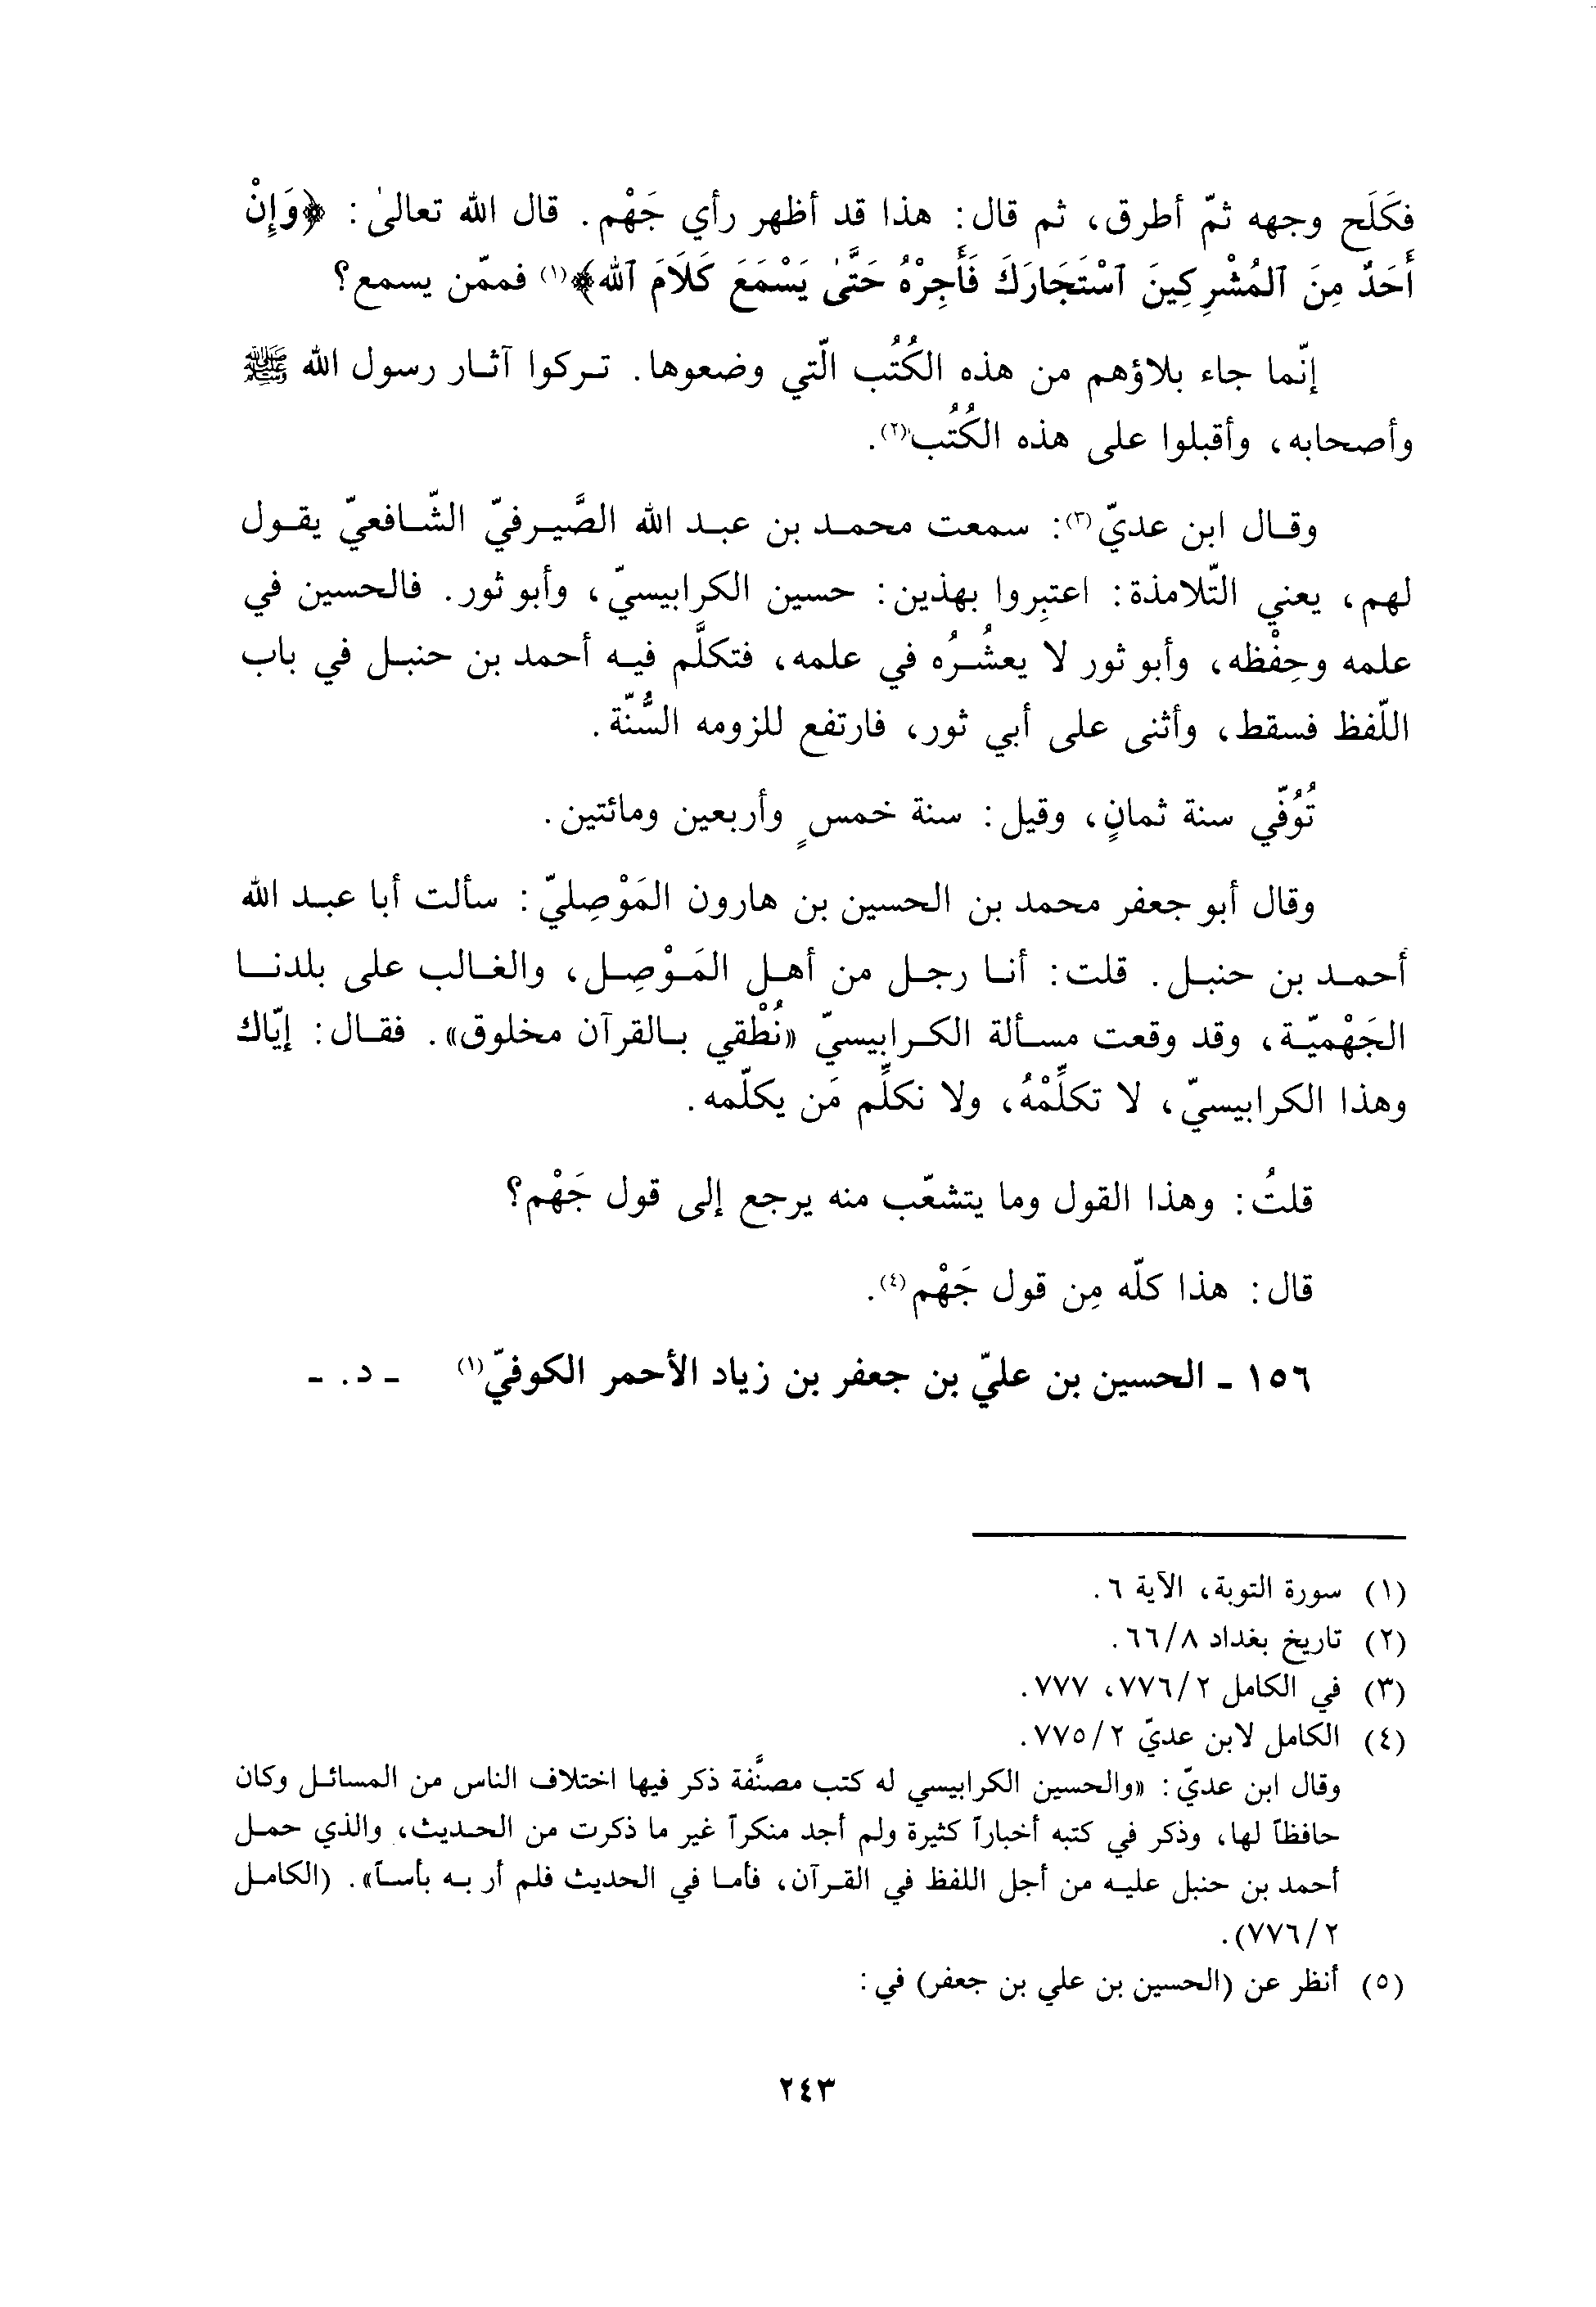 فكَلَح وجهه ثمّ أطرق، ثم قال: هذا قد أظهر رأي جَهْم. قال الله تعالىٰ: ﴿وَإِنْ
أَحَدٌ مِنَ ٱلمُشْرِكِينَ ٱسْتَجَارَكَ فَأَجِرْهُ حَتَّىٰ يَسْمَعَ كَلَامَ ٱلله﴾(١) فممّن يسمع؟
إنّما جاء بلاؤهم من هذه الكُتُب الّتي وضعوها. تركوا آثار رسول الله ﷺ
وأصحابه، وأقبلوا على هذه الكُتُب(٢).
وقال ابن عديّ(٣): سمعت محمد بن عبد الله الصَّيرفيّ الشّافعيّ يقول
لهم، يعني التّلامذة: اعتبِروا بهذين: حسين الكرابيسيّ، وأبو ثور. فالحسين في
علمه وحِفْظه، وأبو ثور لا يعشُرُه في علمه، فتكلَّم فيه أحمد بن حنبل في باب
اللّفظ فسقط، وأثنى على أبي ثور، فارتفع للزومه السُّنّة.
تُوُفّي سنة ثمانٍ، وقيل: سنة خمسٍ وأربعين ومائتين.
وقال أبو جعفر محمد بن الحسين بن هارون المَوْصِليّ: سألت أبا عبد الله
أحمد بن حنبل. قلت: أنا رجل من أهل المَوْصِل، والغالب على بلدنا
الجَهْميّة، وقد وقعت مسألة الكرابيسيّ «نُطْقي بالقرآن مخلوق». فقال: إيّاك
وهذا الكرابيسيّ، لا تكلِّمْهُ، ولا نكلِّم مَن يكلّمه.
قلتُ: وهذا القول وما يتشعّب منه يرجع إلى قول جَهْم؟
قال: هذا كلّه مِن قول جَهْم(٤).
١٥٦ - الحسين بن عليّ بن جعفر بن زياد الأحمر الكوفيّ(١) - د. -
(١) سورة التوبة، الآية ٦.
(٢) تاريخ بغداد ٦٦/٨.
(٣) في الكامل ٧٧٦/٢، ٧٧٧.
(٤) الكامل لابن عديّ ٧٧٥/٢.
وقال ابن عديّ: «والحسين الكرابيسي له كتب مصنَّفة ذكر فيها اختلاف الناس من المسائل وكان
حافظاً لها، وذكر في كتبه أخباراً كثيرة ولم أجد منكراً غير ما ذكرت من الحديث، والذي حمل
أحمد بن حنبل عليه من أجل اللفظ في القرآن، فأما في الحديث فلم أر به بأساً». (الكامل
٧٧٦/٢).
(٥) أنظر عن (الحسين بن علي بن جعفر) في:
٢٤٣